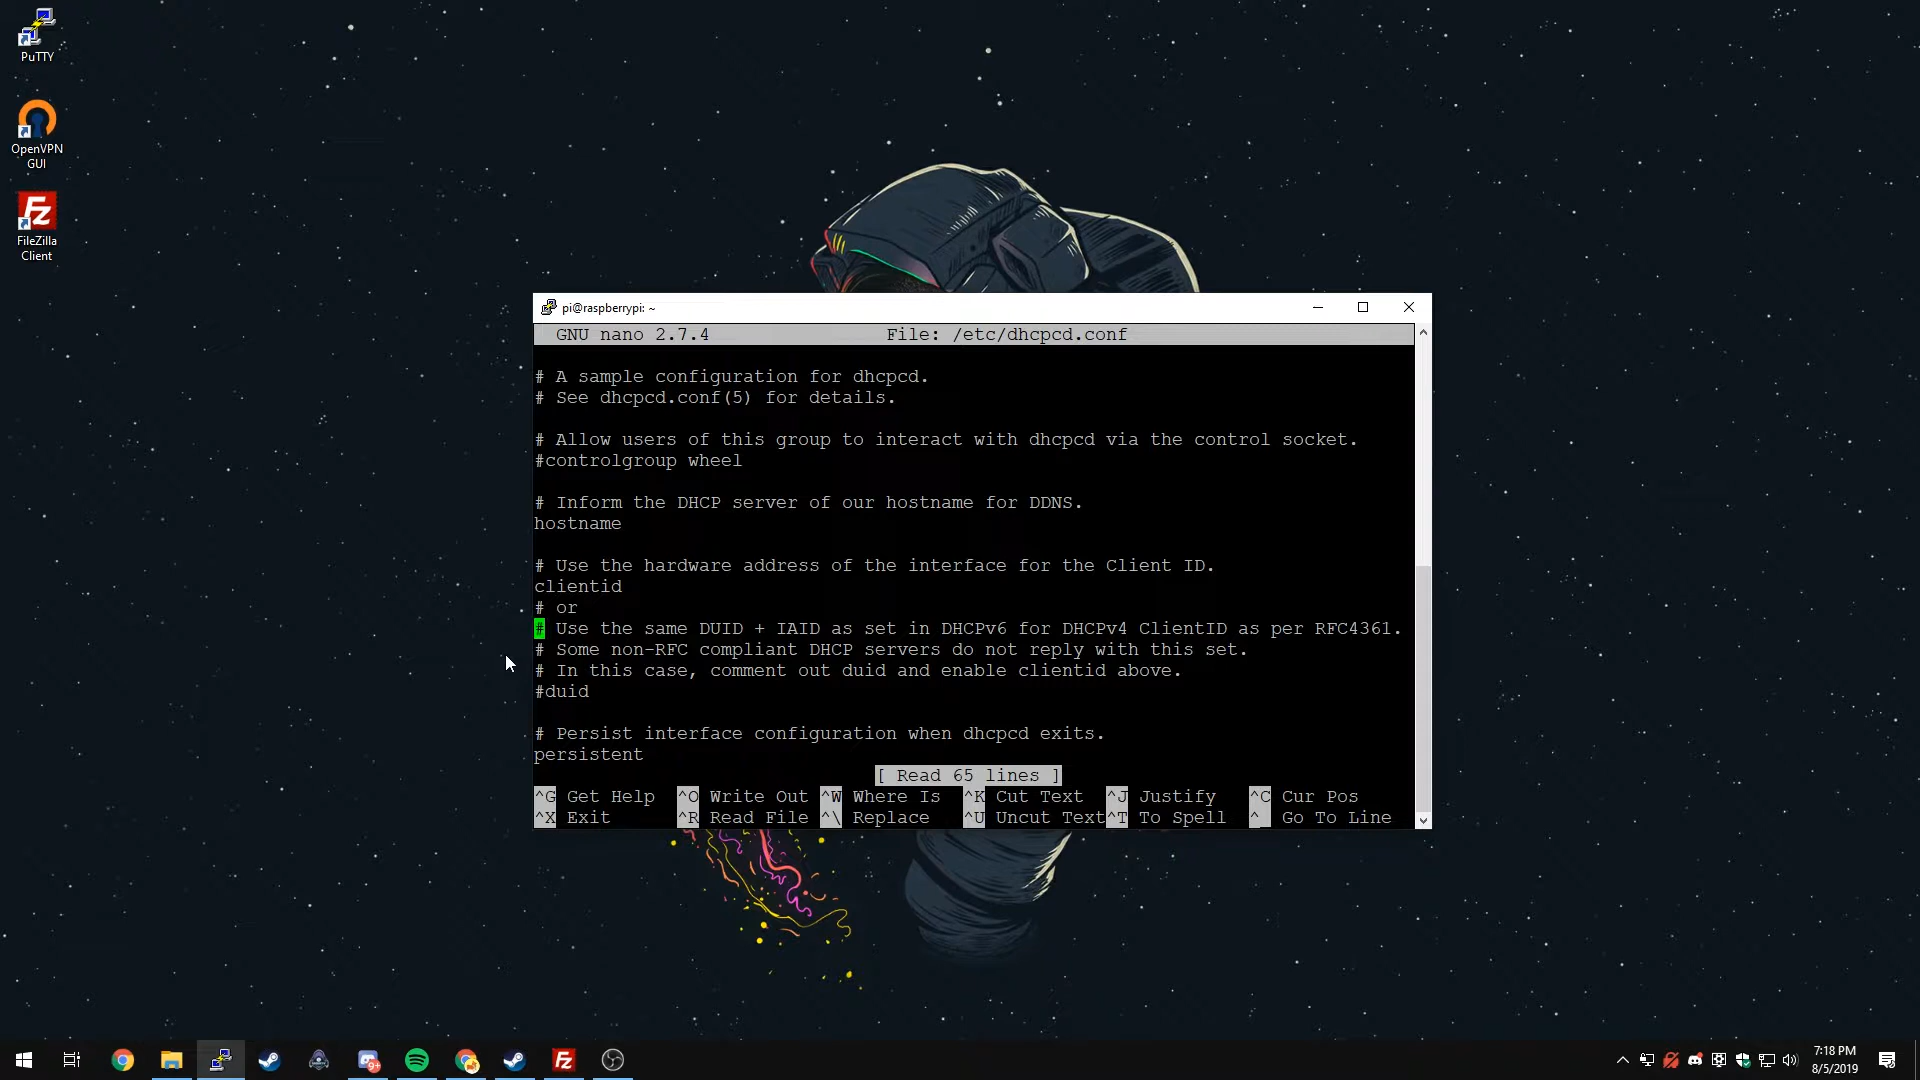 PuTTY
OpenVPN
GUI
FileZilla
Client
pi@raspberrypi: ~
GNU nano 2.7.4 File: /etc/dhcpcd.conf
# A sample configuration for dhcpcd.
# See dhcpcd.conf(5) for details.
# Allow users of this group to interact with dhcpcd via the control socket.
#controlgroup wheel
# Inform the DHCP server of our hostname for DDNS.
hostname
# Use the hardware address of the interface for the Client ID.
clientid
# or
# Use the same DUID + IAID as set in DHCPv6 for DHCPv4 ClientID as per RFC4361.
# Some non-RFC compliant DHCP servers do not reply with this set.
# In this case, comment out duid and enable clientid above.
#duid
# Persist interface configuration when dhcpcd exits.
persistent
[ Read 65 lines ]
^G Get Help ^O Write Out ^W Where Is ^K Cut Text ^J Justify ^C Cur Pos
^X Exit ^R Read File ^\ Replace ^U Uncut Text ^T To Spell ^_ Go To Line
9+
7:18 PM
8/5/2019